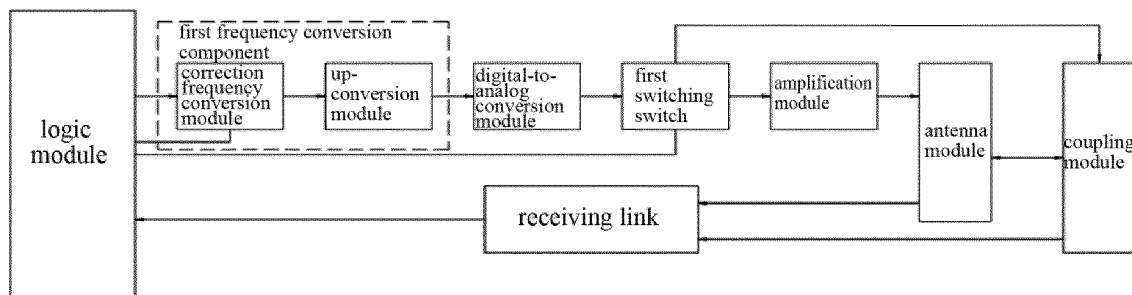 first frequency conversion
component
correction
frequency
conversion
module
up-
conversion
module
digital-to-
analog
conversion
module
first
switching
switch
amplification
module
logic
module
antenna
module
coupling
module
receiving link